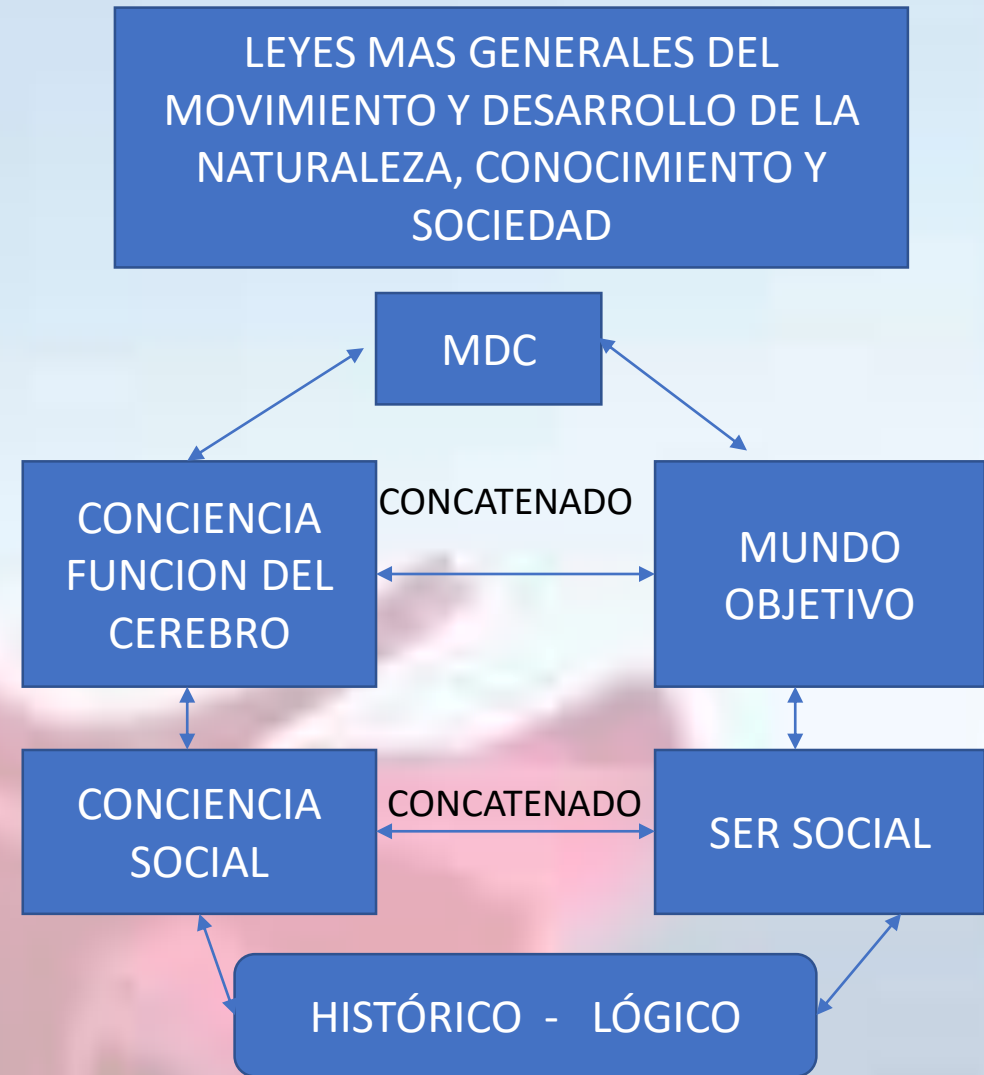 LEYES MAS GENERALES DEL
MOVIMIENTO Y DESARROLLO DE LA
NATURALEZA, CONOCIMIENTO Y
SOCIEDAD
MDC
CONCIENCIA
FUNCION DEL
CEREBRO
CONCATENADO
MUNDO
OBJETIVO
CONCIENCIA
SOCIAL
CONCATENADO
SER SOCIAL
HISTÓRICO - LÓGICO